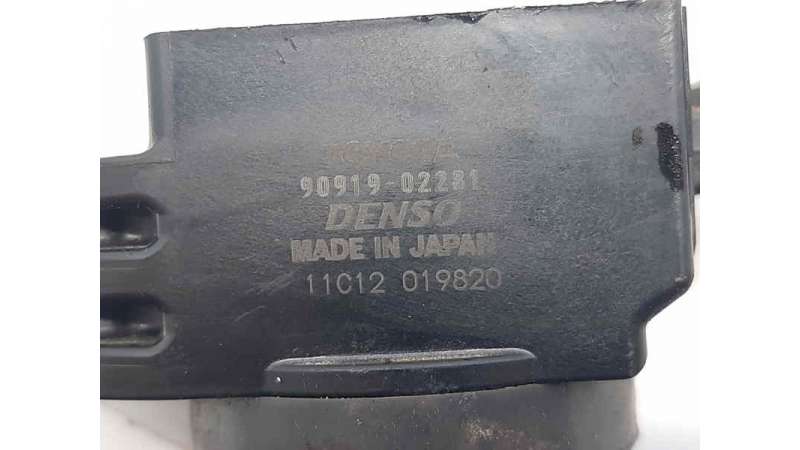 90919-02281
DENSO
MADE IN JAPAN
11C12 019820